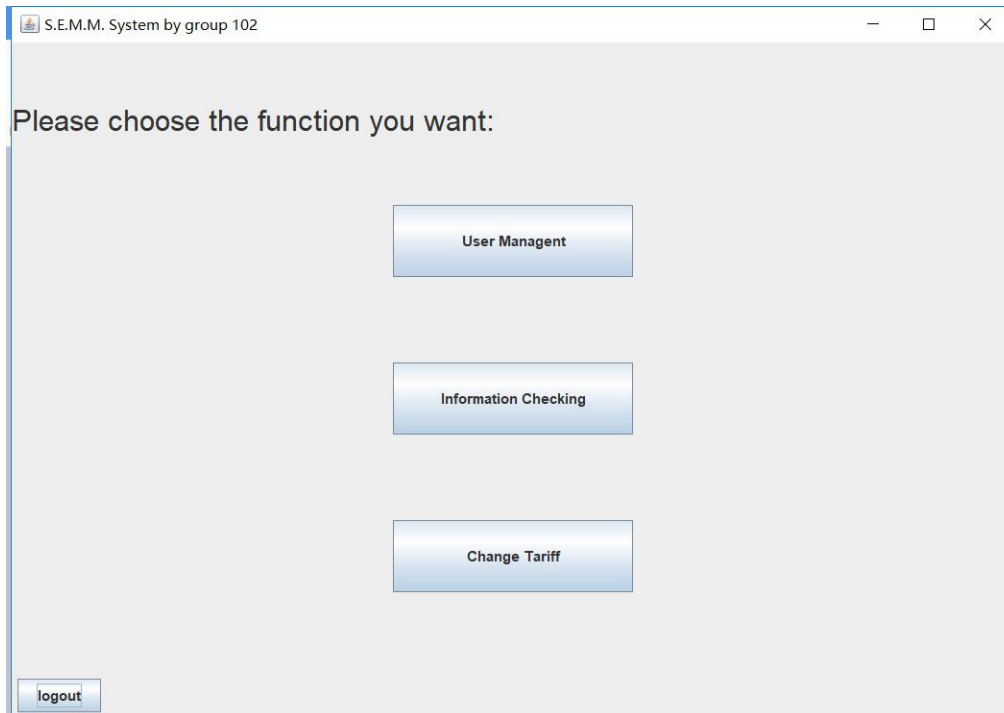 S.E.M.M. System by group 102
Please choose the function you want:
User Managent
Information Checking
Change Tariff
logout